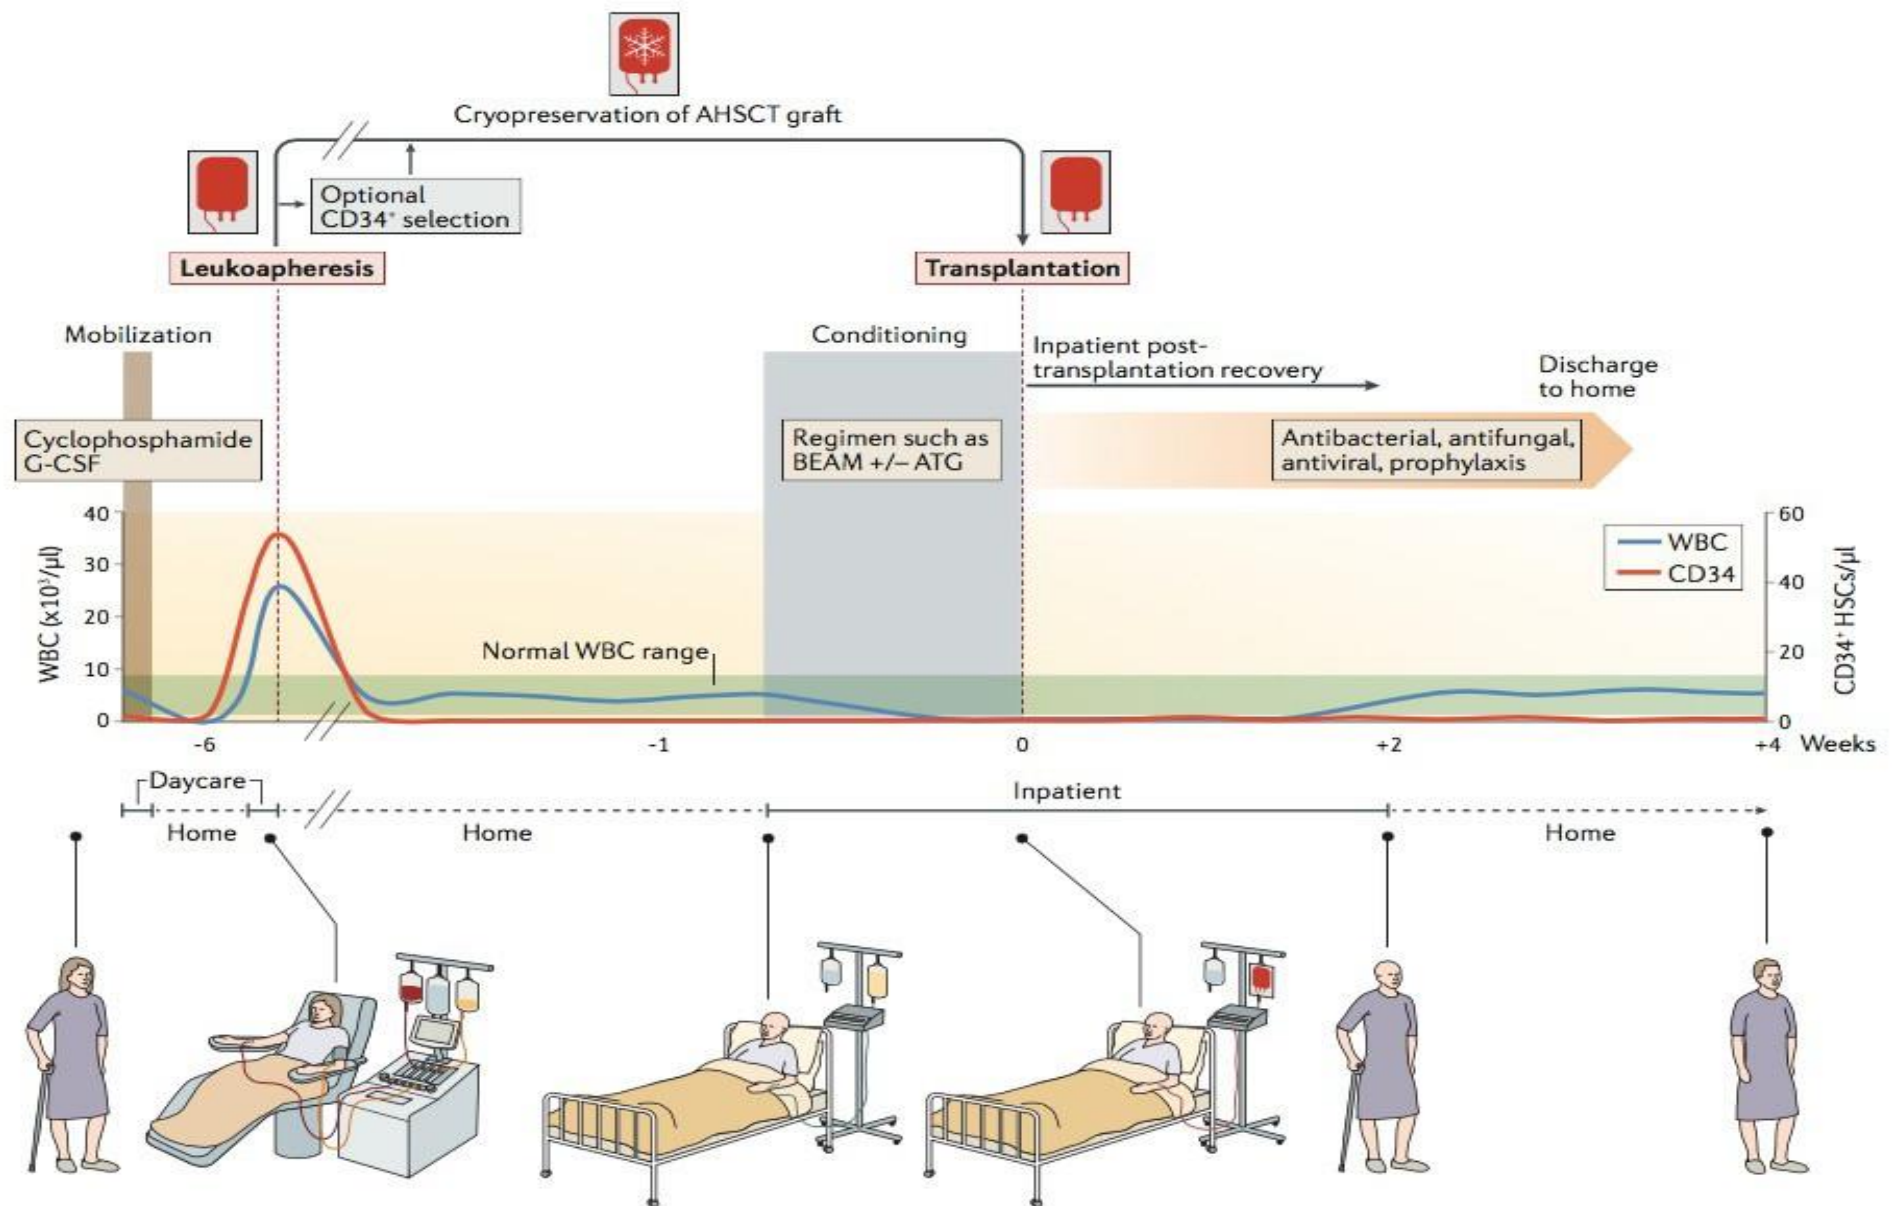 Cryopreservation of AHSCT graft
Optional
CD34⁺ selection
Leukoapheresis
Transplantation
Mobilization
Conditioning
Inpatient post-
transplantation recovery
Discharge
to home
Cyclophosphamide
G-CSF
Regimen such as
BEAM +/– ATG
Antibacterial, antifungal,
antiviral, prophylaxis
WBC (x10³/µl)
40
30
20
10
0
Normal WBC range
WBC
CD34
60
40
20
0
CD34⁺ HSCs/µl
-6
-1
0
+2
+4
Weeks
Daycare
Inpatient
Home
Home
Home